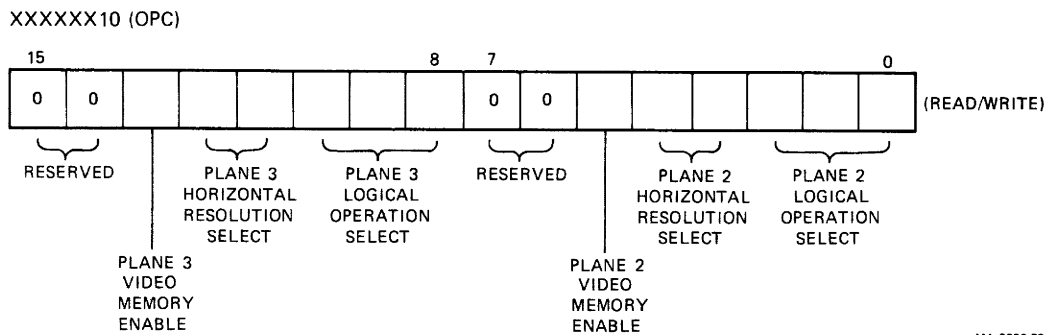 XXXXXX10 (OPC)
15 8 7 0
0 0 0 0 (READ/WRITE)
RESERVED PLANE 3 PLANE 3 RESERVED PLANE 2 PLANE 2
HORIZONTAL LOGICAL HORIZONTAL LOGICAL
RESOLUTION OPERATION RESOLUTION OPERATION
SELECT SELECT SELECT SELECT
PLANE 3 PLANE 2
VIDEO VIDEO
MEMORY MEMORY
ENABLE ENABLE